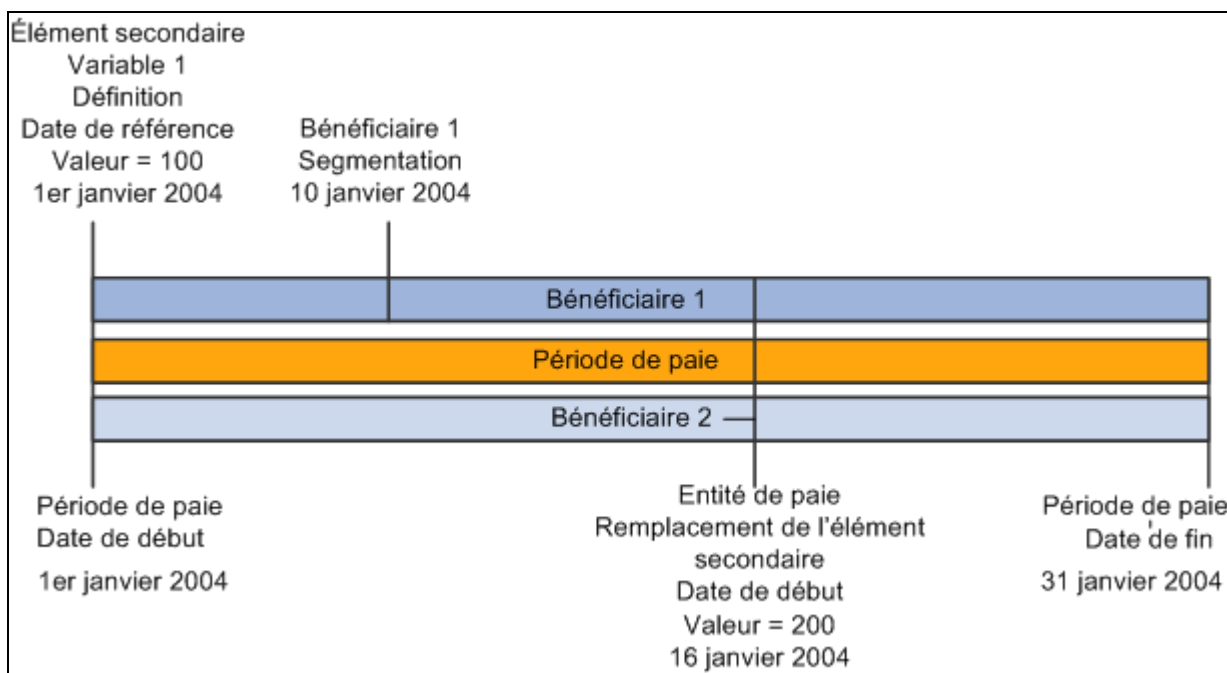 Élément secondaire
Variable 1
Définition
Date de référence
Valeur = 100
1er janvier 2004
Bénéficiaire 1
Segmentation
10 janvier 2004
Bénéficiaire 1
Période de paie
Bénéficiaire 2
Période de paie
Date de début
1er janvier 2004
Entité de paie
Remplacement de l'élément
secondaire
Date de début
Valeur = 200
16 janvier 2004
Période de paie
Date de fin
31 janvier 2004